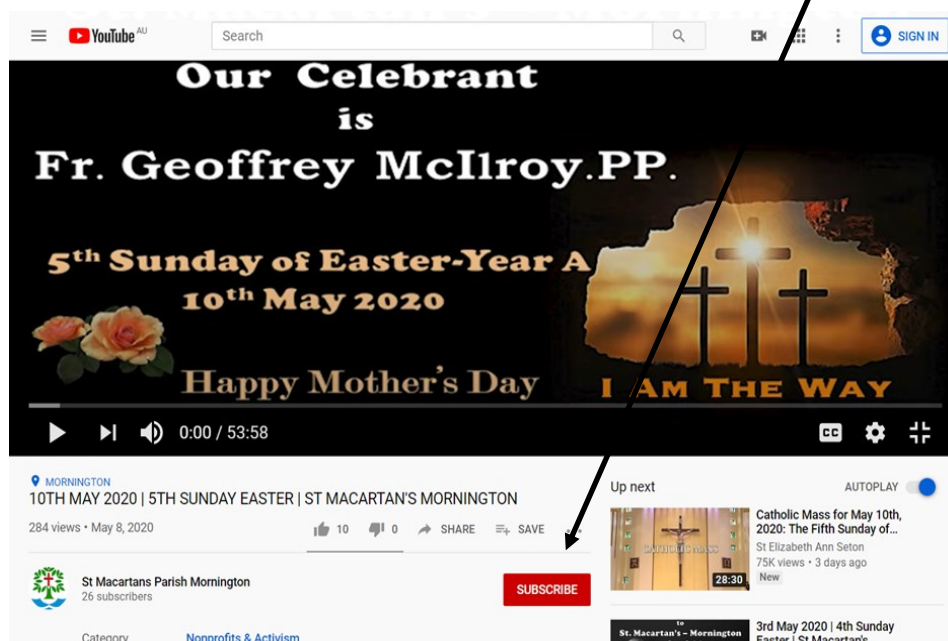 YouTube AU
Search
SIGN IN
Our Celebrant
is
Fr. Geoffrey McIlroy.PP.
5th Sunday of Easter-Year A
10th May 2020
Happy Mother's Day
I AM THE WAY
0:00 / 53:58
CC
MORNINGTON
10TH MAY 2020 | 5TH SUNDAY EASTER | ST MACARTAN'S MORNINGTON
284 views • May 8, 2020
10
0
SHARE
SAVE
St Macartans Parish Mornington
26 subscribers
SUBSCRIBE
Category
Nonprofits & Activism
Up next
AUTOPLAY
CATHOLIC MASS
28:30
Catholic Mass for May 10th,
2020: The Fifth Sunday of...
St Elizabeth Ann Seton
75K views • 3 days ago
New
to
St. Macartan's – Mornington
3rd May 2020 | 4th Sunday
Easter | St Macartan's